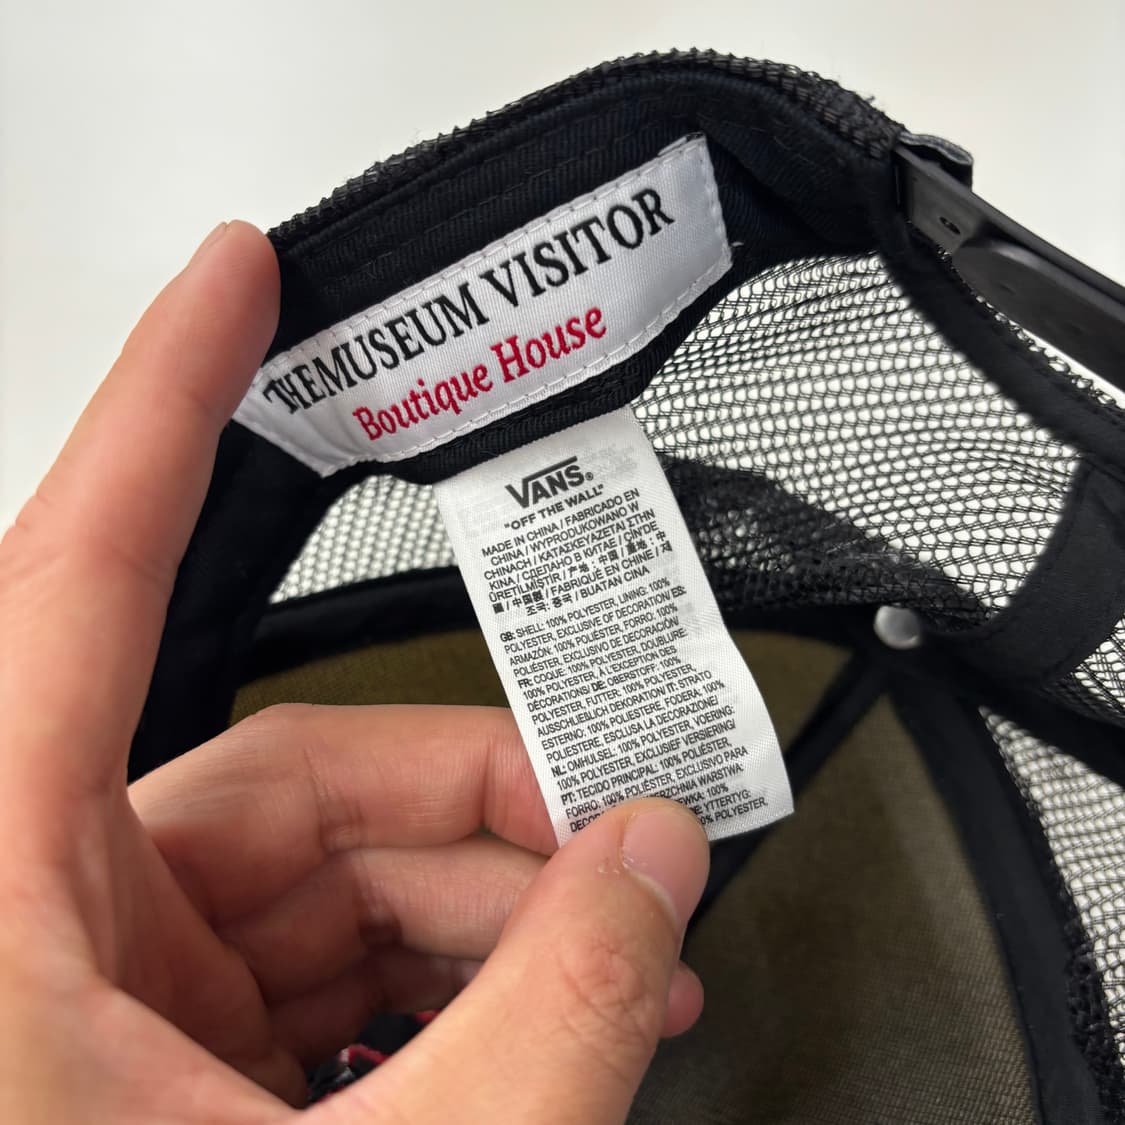 THEMUSEUM VISITOR
Boutique House
VANS®
"OFF THE WALL"
MADE IN CHINA / FABRICADO EN
CHINA / WYPRODUKOWANO W
CHINACH / ΚΑΤΑΣΚΕΥΑΖΕΤΑΙ ΣΤΗΝ
ΚΙΝΑ / СДЕЛАНО В КИТАЕ / ÇİN'DE
ÜRETİLMİŞTİR / 产地：中国 / 產地：中
國 / 中国製 / FABRIQUÉ EN CHINE / 제
조국: 중국 / BUATAN CINA
GB: SHELL: 100% POLYESTER, LINING: 100%
POLYESTER, EXCLUSIVE OF DECORATION/ ES:
ARMAZÓN: 100% POLIÉSTER, FORRO: 100%
POLIÉSTER, EXCLUSIVO DE DECORACIÓN/
FR: COQUE: 100% POLYESTER, DOUBLURE:
100% POLYESTER, A L'EXCEPTION DES
DÉCORATIONS/ DE: OBERSTOFF: 100%
POLYESTER, FUTTER: 100% POLYESTER,
AUSSCHLIEßLICH DEKORATION/ IT: STRATO
ESTERNO: 100% POLIESTERE, FODERA: 100%
POLIESTERE, ESCLUSA LA DECORAZIONE/
NL: OMHULSEL: 100% POLYESTER, VOERING:
100% POLYESTER, EXCLUSIEF VERSIERING/
PT: TECIDO PRINCIPAL: 100% POLIÉSTER,
FORRO: 100% POLIÉSTER, EXCLUSIVO PARA
WARSTWA:
100%
YTTERTYG:
POLYESTER,